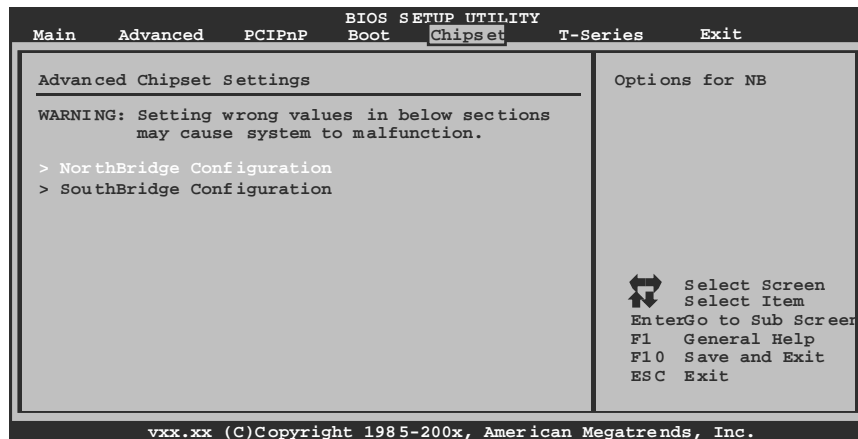 BIOS SETUP UTILITY
Main Advanced PCIPnP Boot Chipset T-Series Exit
Advanced Chipset Settings
WARNING: Setting wrong values in below sections
may cause system to malfunction.
> NorthBridge Configuration
> SouthBridge Configuration
Options for NB
Select Screen
Select Item
Enter Go to Sub Screen
F1 General Help
F10 Save and Exit
ESC Exit
vxx.xx (C)Copyright 1985-200x, American Megatrends, Inc.